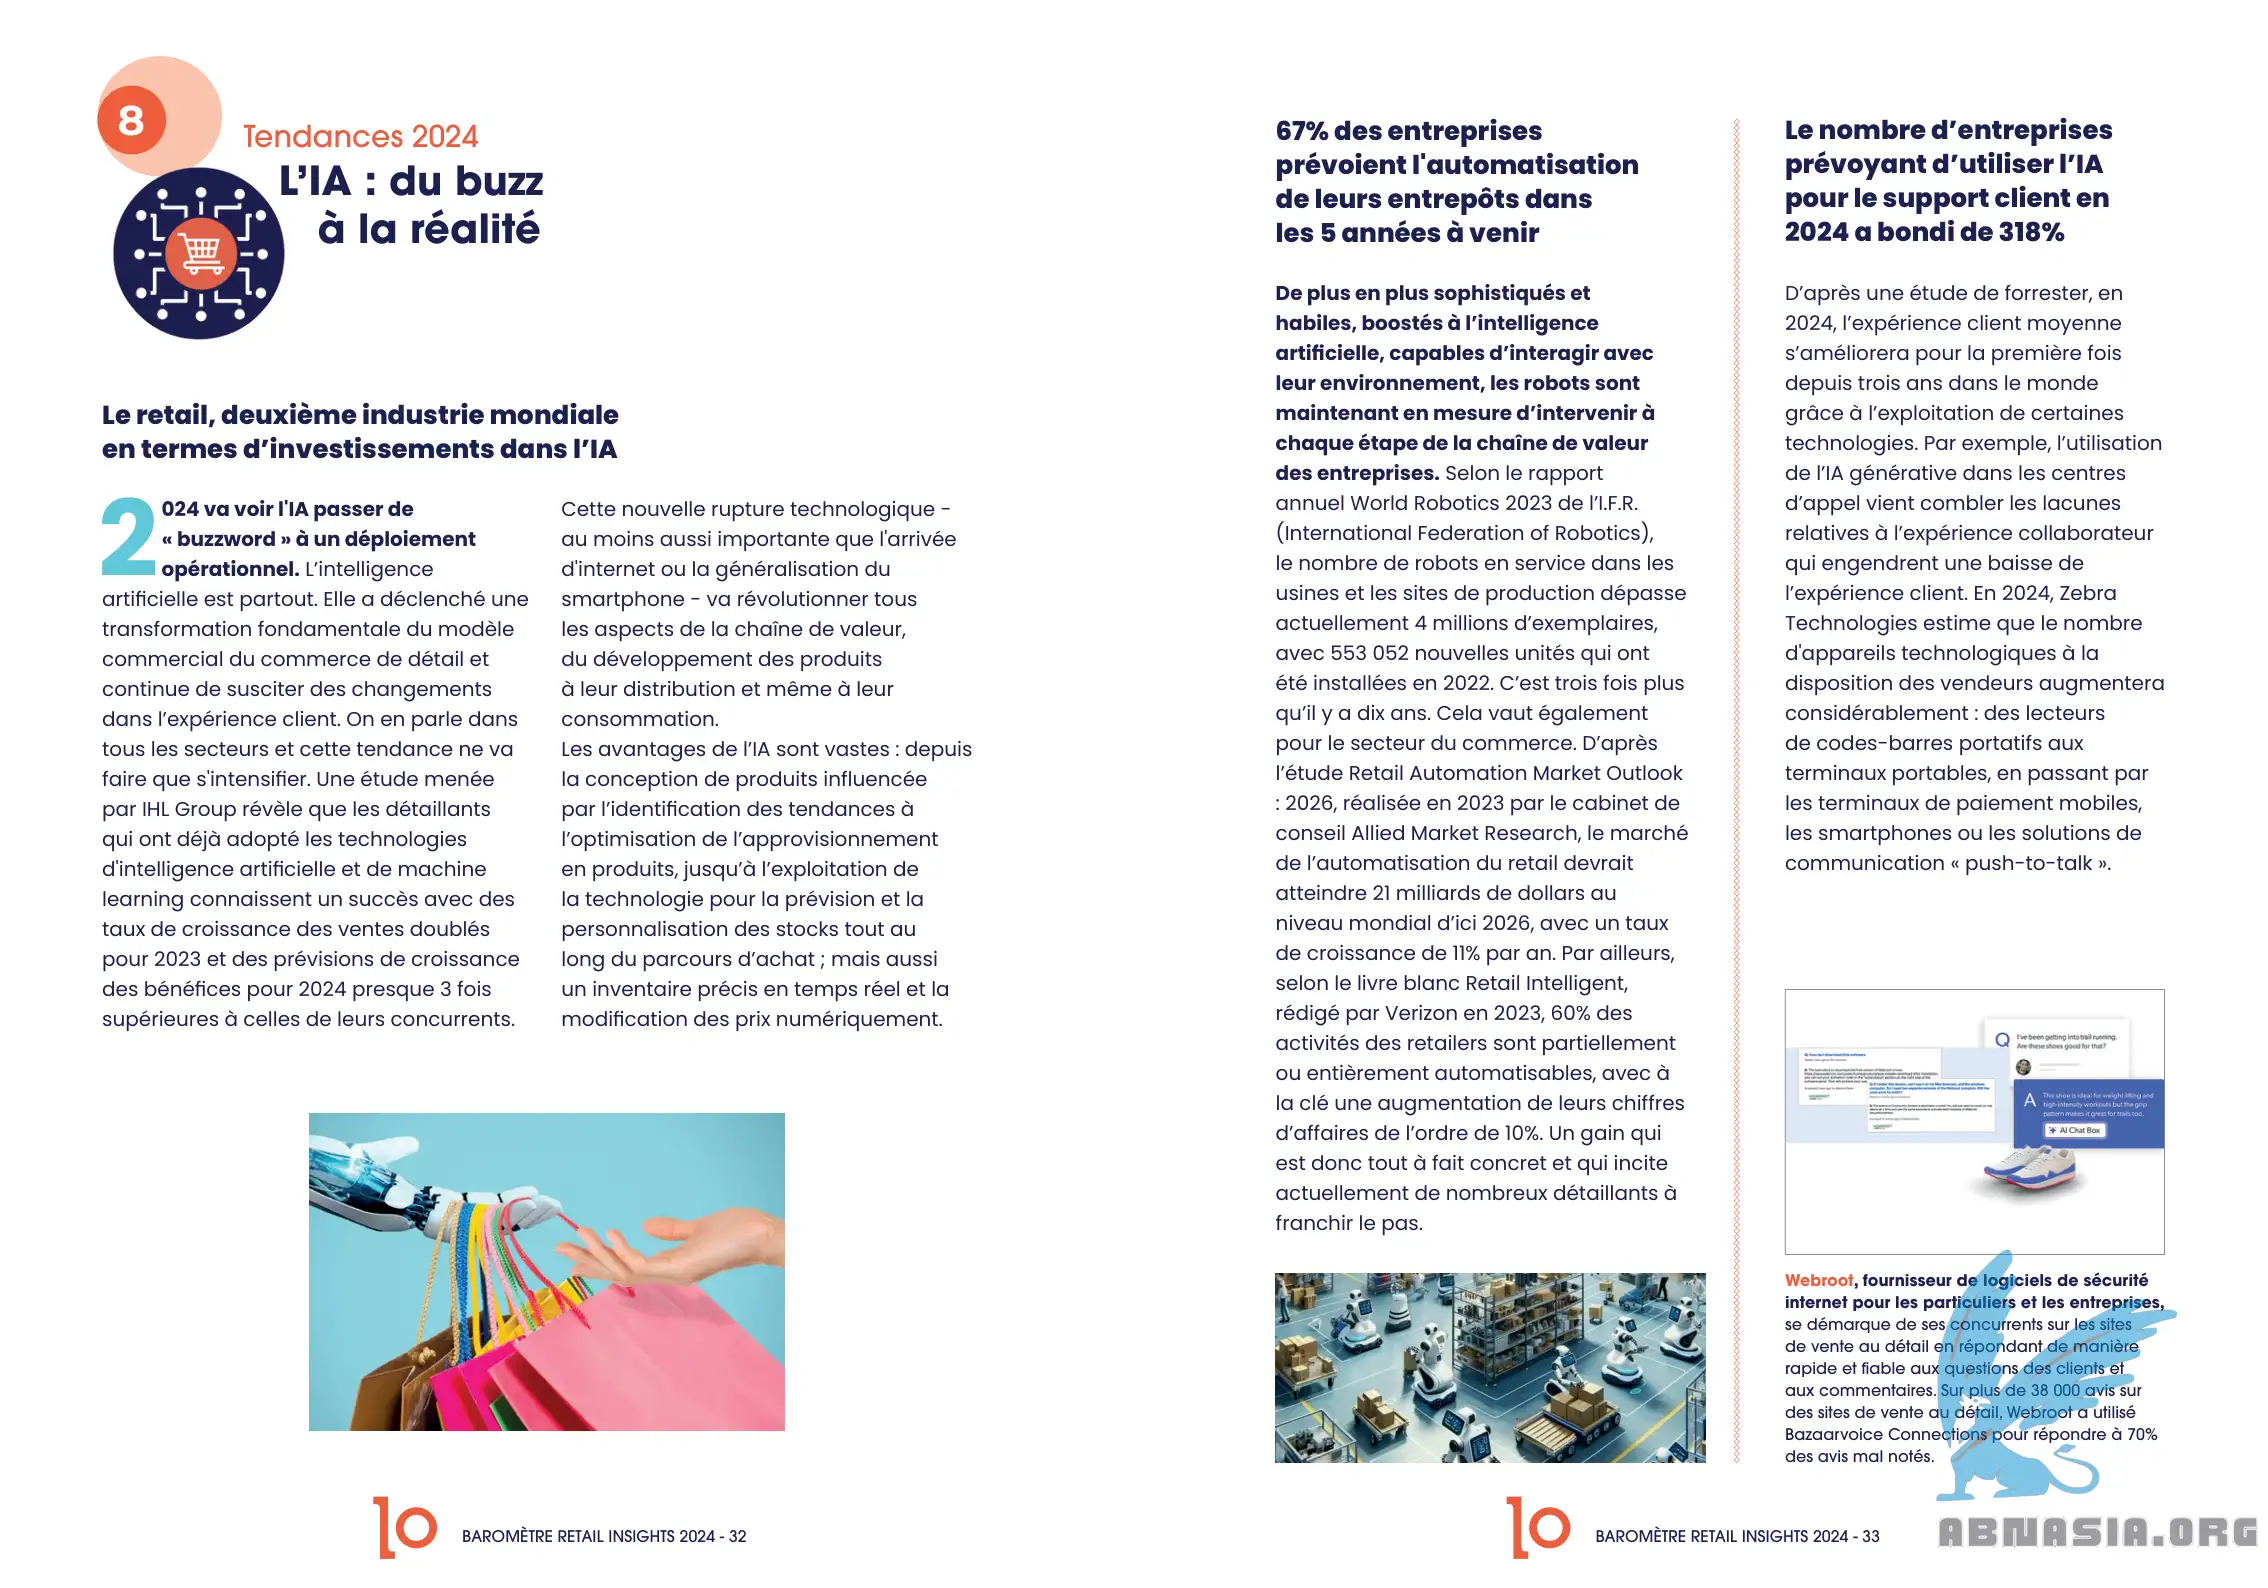 8
Tendances 2024
L’IA : du buzz
à la réalité
Le retail, deuxième industrie mondiale
en termes d’investissements dans l’IA
2024 va voir l'IA passer de
« buzzword » à un déploiement
opérationnel. L’intelligence
artificielle est partout. Elle a déclenché une
transformation fondamentale du modèle
commercial du commerce de détail et
continue de susciter des changements
dans l’expérience client. On en parle dans
tous les secteurs et cette tendance ne va
faire que s'intensifier. Une étude menée
par IHL Group révèle que les détaillants
qui ont déjà adopté les technologies
d'intelligence artificielle et de machine
learning connaissent un succès avec des
taux de croissance des ventes doublés
pour 2023 et des prévisions de croissance
des bénéfices pour 2024 presque 3 fois
supérieures à celles de leurs concurrents.
Cette nouvelle rupture technologique -
au moins aussi importante que l'arrivée
d'internet ou la généralisation du
smartphone - va révolutionner tous
les aspects de la chaîne de valeur,
du développement des produits
à leur distribution et même à leur
consommation.
Les avantages de l’IA sont vastes : depuis
la conception de produits influencée
par l’identification des tendances à
l’optimisation de l’approvisionnement
en produits, jusqu’à l’exploitation de
la technologie pour la prévision et la
personnalisation des stocks tout au
long du parcours d’achat ; mais aussi
un inventaire précis en temps réel et la
modification des prix numériquement.
10
BAROMÈTRE RETAIL INSIGHTS 2024 - 32
67% des entreprises
prévoient l'automatisation
de leurs entrepôts dans
les 5 années à venir
De plus en plus sophistiqués et
habiles, boostés à l’intelligence
artificielle, capables d’interagir avec
leur environnement, les robots sont
maintenant en mesure d’intervenir à
chaque étape de la chaîne de valeur
des entreprises. Selon le rapport
annuel World Robotics 2023 de l’I.F.R.
(International Federation of Robotics),
le nombre de robots en service dans les
usines et les sites de production dépasse
actuellement 4 millions d’exemplaires,
avec 553 052 nouvelles unités qui ont
été installées en 2022. C’est trois fois plus
qu’il y a dix ans. Cela vaut également
pour le secteur du commerce. D’après
l’étude Retail Automation Market Outlook
: 2026, réalisée en 2023 par le cabinet de
conseil Allied Market Research, le marché
de l’automatisation du retail devrait
atteindre 21 milliards de dollars au
niveau mondial d’ici 2026, avec un taux
de croissance de 11% par an. Par ailleurs,
selon le livre blanc Retail Intelligent,
rédigé par Verizon en 2023, 60% des
activités des retailers sont partiellement
ou entièrement automatisables, avec à
la clé une augmentation de leurs chiffres
d’affaires de l’ordre de 10%. Un gain qui
est donc tout à fait concret et qui incite
actuellement de nombreux détaillants à
franchir le pas.
Le nombre d’entreprises
prévoyant d’utiliser l’IA
pour le support client en
2024 a bondi de 318%
D’après une étude de forrester, en
2024, l’expérience client moyenne
s’améliorera pour la première fois
depuis trois ans dans le monde
grâce à l’exploitation de certaines
technologies. Par exemple, l’utilisation
de l’IA générative dans les centres
d’appel vient combler les lacunes
relatives à l’expérience collaborateur
qui engendrent une baisse de
l’expérience client. En 2024, Zebra
Technologies estime que le nombre
d'appareils technologiques à la
disposition des vendeurs augmentera
considérablement : des lecteurs
de codes-barres portatifs aux
terminaux portables, en passant par
les terminaux de paiement mobiles,
les smartphones ou les solutions de
communication « push-to-talk ».
Q I've been getting into trail running.
Are these shoes good for that?
A This shoe is ideal for weight lifting and
high-intensity workouts but the grip
pattern makes it great for trails too.
AI Chat Box
Webroot, fournisseur de logiciels de sécurité
internet pour les particuliers et les entreprises,
se démarque de ses concurrents sur les sites
de vente au détail en répondant de manière
rapide et fiable aux questions des clients et
aux commentaires. Sur plus de 38 000 avis sur
des sites de vente au détail, Webroot a utilisé
Bazaarvoice Connections pour répondre à 70%
des avis mal notés.
10
BAROMÈTRE RETAIL INSIGHTS 2024 - 33
ABNASIA.ORG